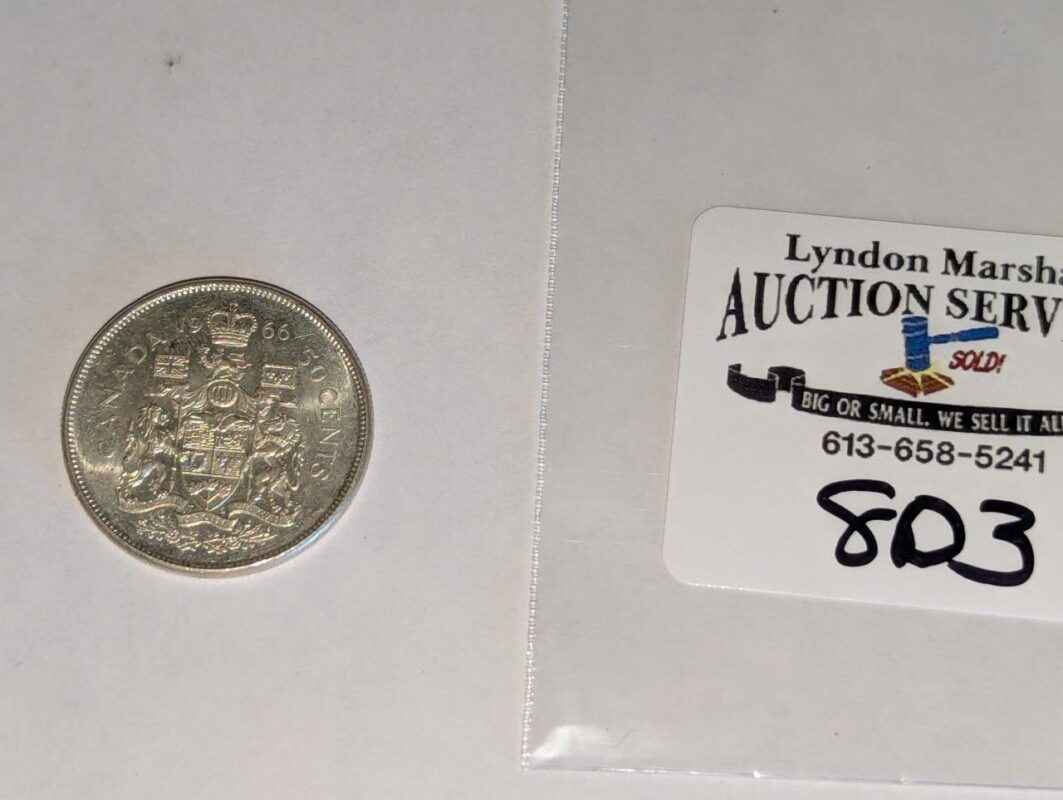 CANADA 1966 50 CENTS
Lyndon Marsha
AUCTION SERV
SOLD!
BIG OR SMALL. WE SELL IT AL
613-658-5241
803